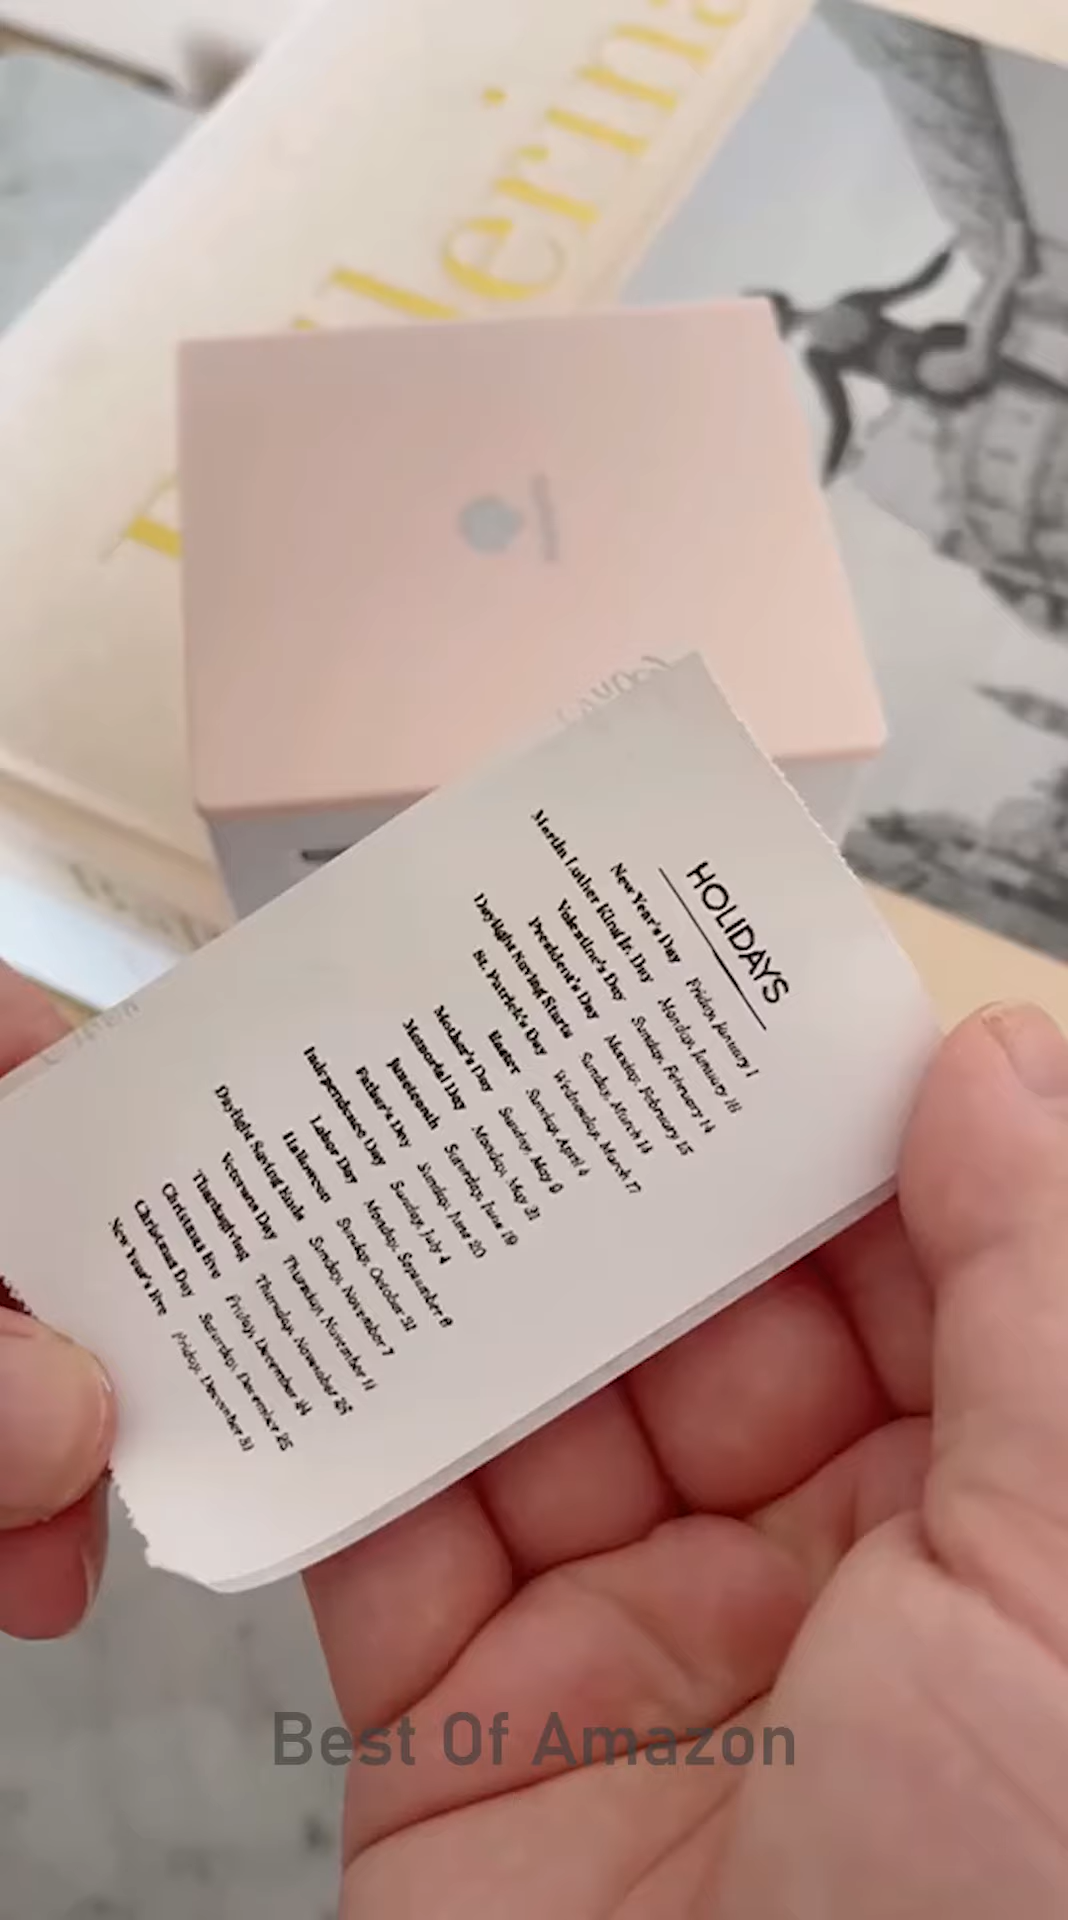 HOLIDAYS
New Year's Day Friday, January 1
Martin Luther King Jr. Day Monday, January 18
Valentine's Day Sunday, February 14
President's Day Monday, February 15
Daylight Saving Starts Sunday, March 14
St. Patrick's Day Wednesday, March 17
Easter Sunday, April 4
Mother's Day Sunday, May 9
Memorial Day Monday, May 31
Juneteenth Saturday, June 19
Father's Day Sunday, June 20
Independence Day Sunday, July 4
Labor Day Monday, September 6
Halloween Sunday, October 31
Daylight Saving Ends Sunday, November 7
Veterans Day Thursday, November 11
Thanksgiving Thursday, November 25
Christmas Eve Friday, December 24
Christmas Day Saturday, December 25
New Year's Eve Friday, December 31
Best Of Amazon